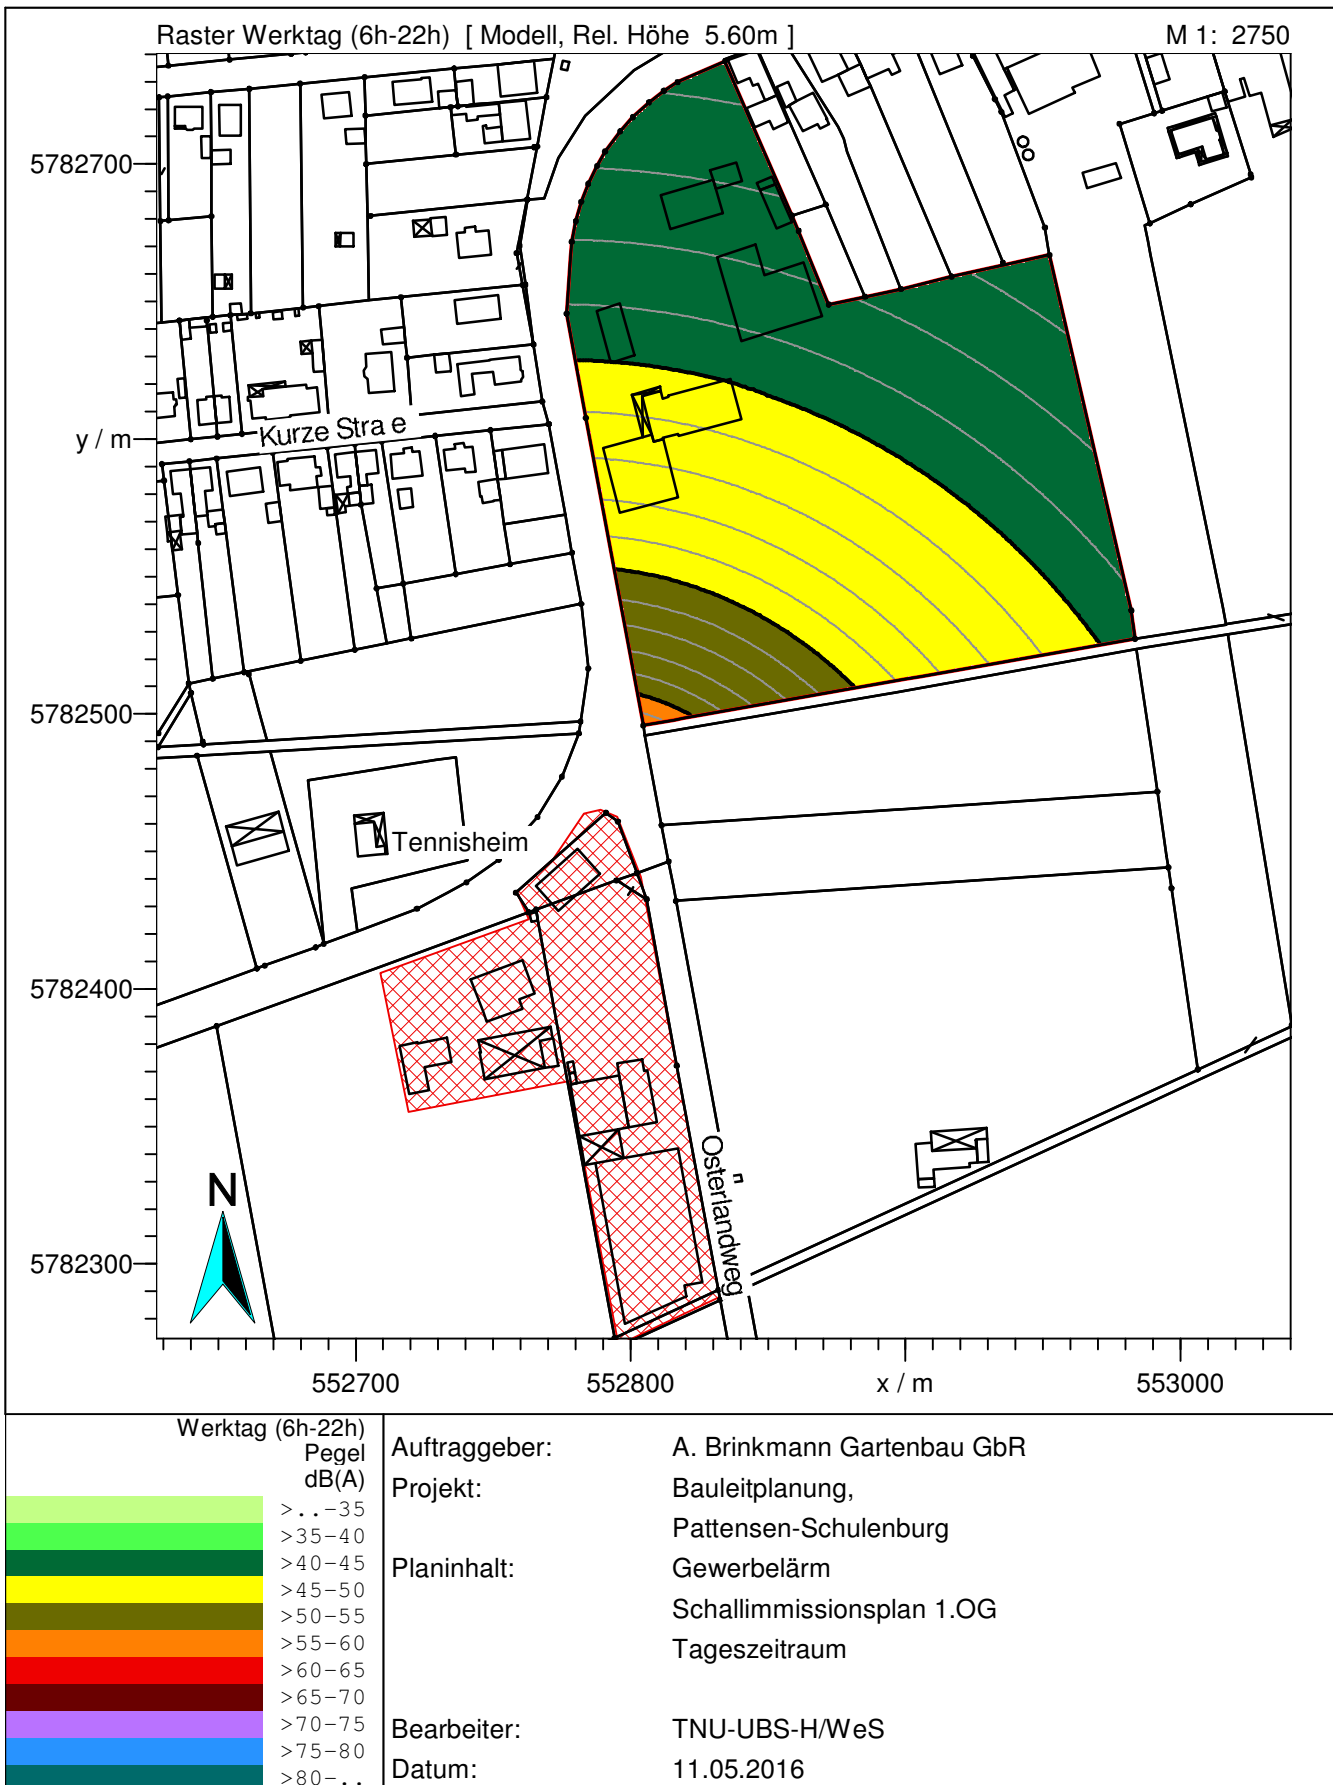 Raster Werktag (6h-22h)  [ Modell, Rel. Höhe  5.60m ]
M 1:  2750
5782700
y / m
5782500
5782400
5782300
Kurze Stra e
Tennisheim
Osterlandweg
N
552700
552800
x / m
553000
Werktag (6h-22h)
Pegel
dB(A)
>..-35
>35-40
>40-45
>45-50
>50-55
>55-60
>60-65
>65-70
>70-75
>75-80
>80-..
Auftraggeber: A. Brinkmann Gartenbau GbR
Projekt: Bauleitplanung,
Pattensen-Schulenburg
Planinhalt: Gewerbelärm
Schallimmissionsplan 1.OG
Tageszeitraum
Bearbeiter: TNU-UBS-H/WeS
Datum: 11.05.2016